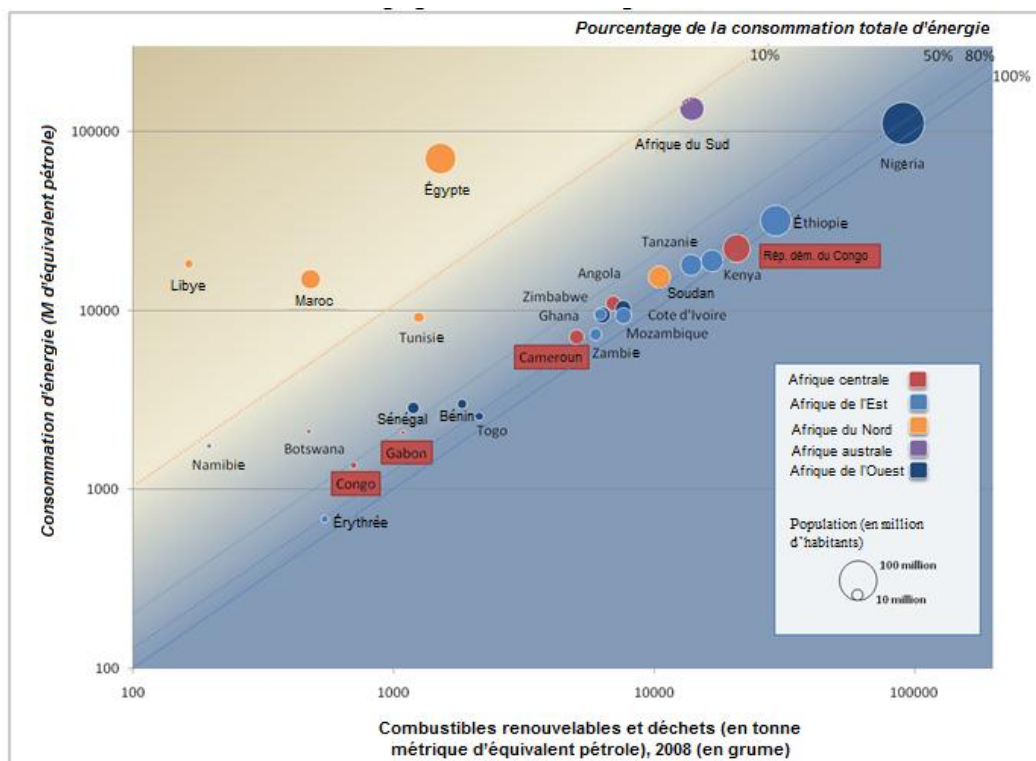 Pourcentage de la consommation totale d'énergie
10%
50%
80%
100%
Consommation d'énergie (M d'équivalent pétrole)
100000
10000
1000
100
Afrique du Sud
Nigéria
Égypte
Éthiopie
Tanzanie
Rép. dém. du Congo
Kenya
Angola
Libye
Maroc
Soudan
Zimbabwe
Ghana
Cote d'Ivoire
Tunisie
Mozambique
Cameroun
Zambie
Sénégal
Bénin
Togo
Botswana
Gabon
Namibie
Congo
Érythrée
Afrique centrale
Afrique de l'Est
Afrique du Nord
Afrique australe
Afrique de l'Ouest
Population (en million
d'habitants)
100 million
10 million
100
1000
10000
100000
Combustibles renouvelables et déchets (en tonne
métrique d'équivalent pétrole), 2008 (en grume)